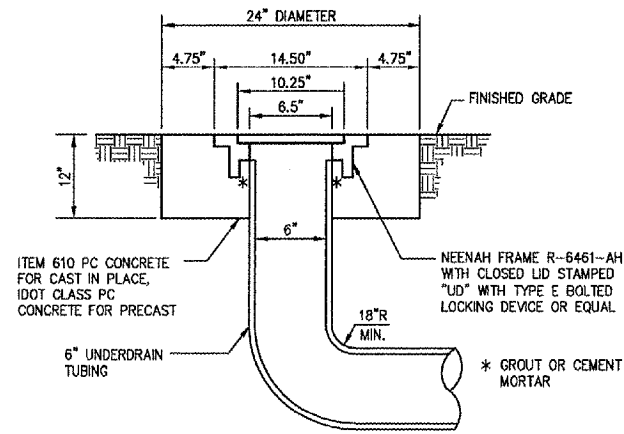 24" DIAMETER
4.75"
14.50"
4.75"
10.25"
6.5"
FINISHED GRADE
12"
*
*
6"
ITEM 610 PC CONCRETE
FOR CAST IN PLACE,
IDOT CLASS PC
CONCRETE FOR PRECAST
NEENAH FRAME R-6461-AH
WITH CLOSED LID STAMPED
"UD" WITH TYPE E BOLTED
LOCKING DEVICE OR EQUAL
18"R
MIN.
6" UNDERDRAIN
TUBING
* GROUT OR CEMENT
MORTAR